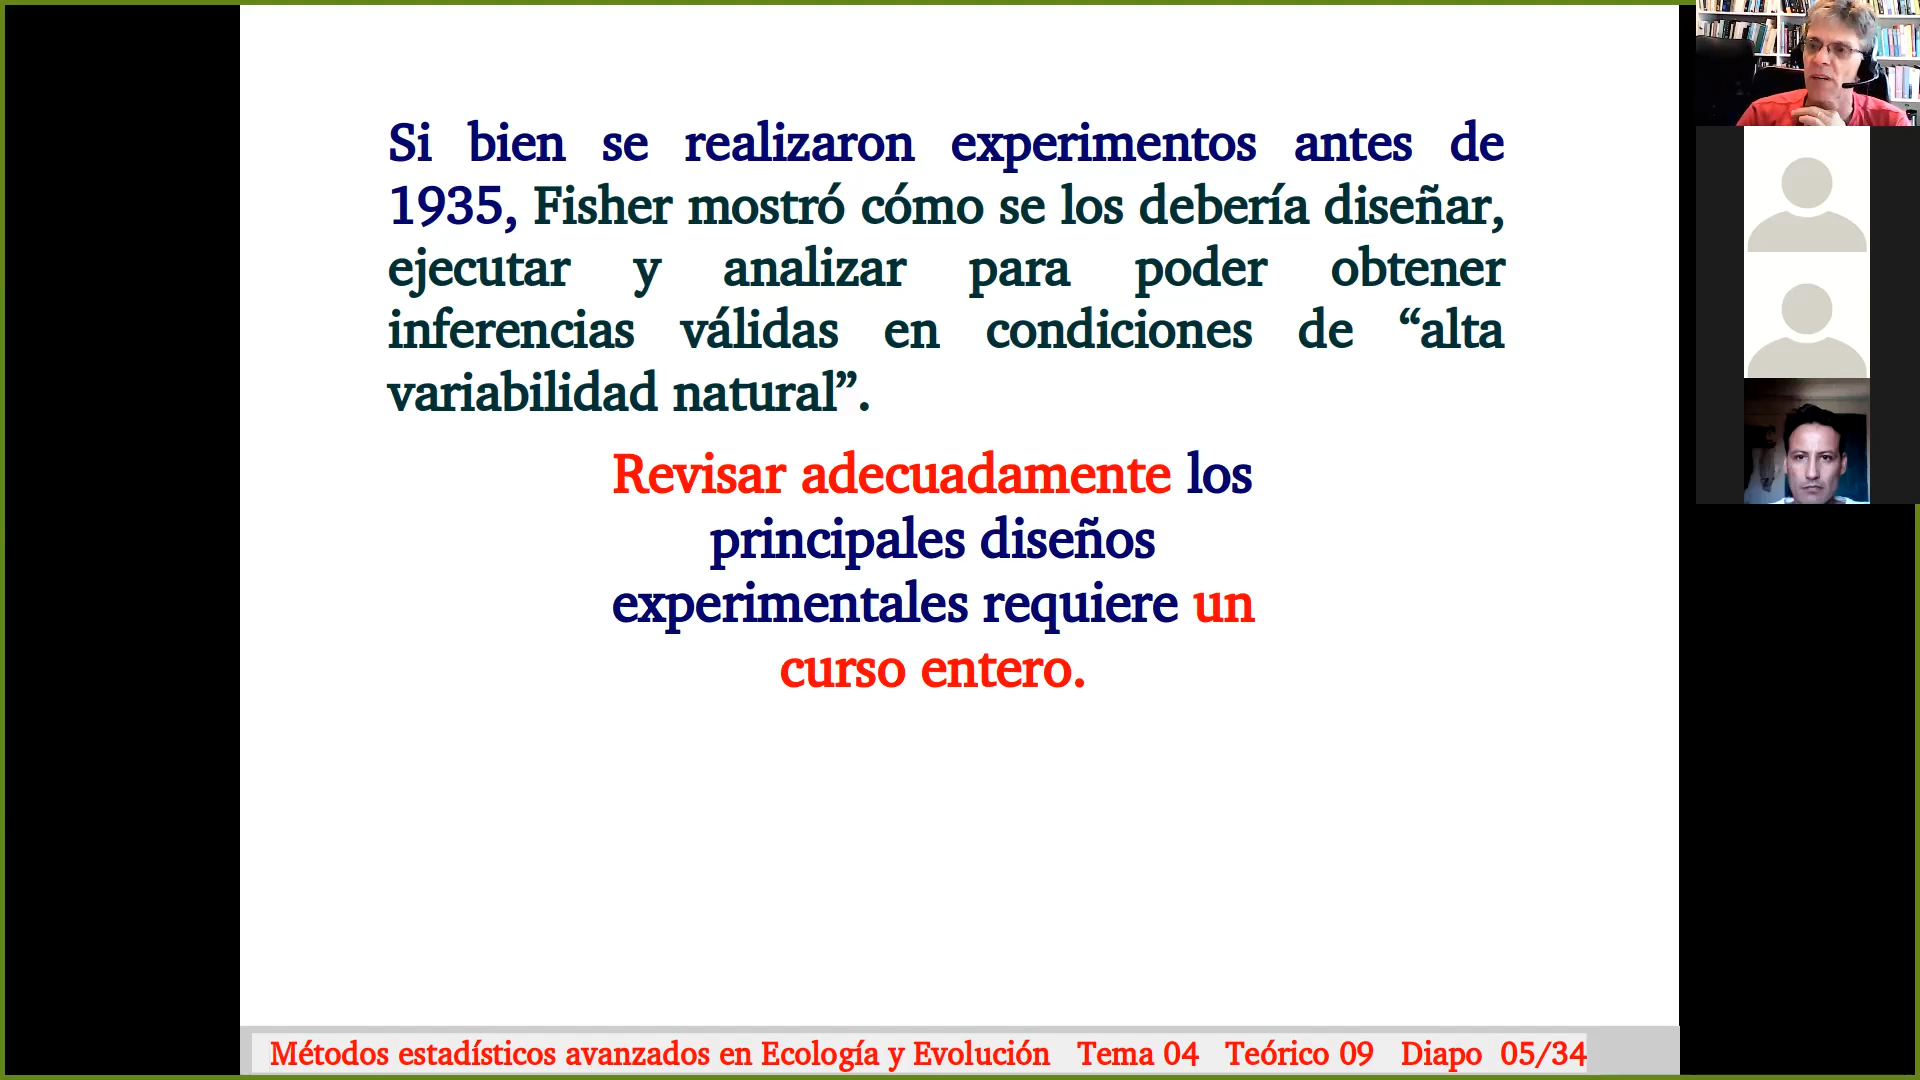 Si bien se realizaron experimentos antes de
1935, Fisher mostró cómo se los debería diseñar,
ejecutar y analizar para poder obtener
inferencias válidas en condiciones de “alta
variabilidad natural”.
Revisar adecuadamente los
principales diseños
experimentales requiere un
curso entero.
Métodos estadísticos avanzados en Ecología y Evolución Tema 04 Teórico 09 Diapo 05/34